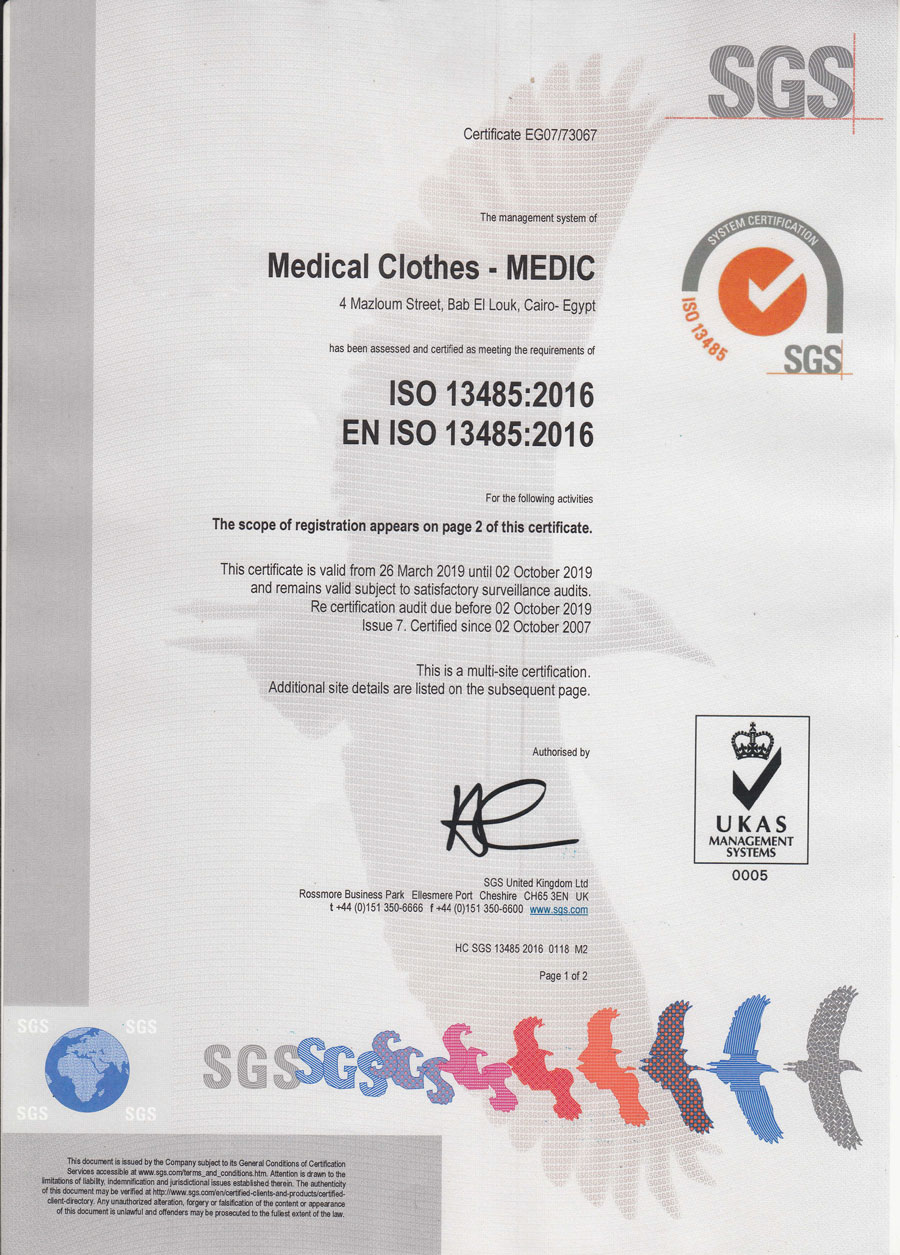 SGS
Certificate EG07/73067
The management system of
Medical Clothes - MEDIC
4 Mazloum Street, Bab El Louk, Cairo- Egypt
has been assessed and certified as meeting the requirements of
ISO 13485:2016
EN ISO 13485:2016
SYSTEM CERTIFICATION
ISO 13485
SGS
For the following activities
The scope of registration appears on page 2 of this certificate.
This certificate is valid from 26 March 2019 until 02 October 2019
and remains valid subject to satisfactory surveillance audits.
Re certification audit due before 02 October 2019
Issue 7. Certified since 02 October 2007
This is a multi-site certification.
Additional site details are listed on the subsequent page.
Authorised by
UKAS
MANAGEMENT
SYSTEMS
0005
SGS United Kingdom Ltd
Rossmore Business Park Ellesmere Port Cheshire CH65 3EN UK
t +44 (0)151 350-6666 f +44 (0)151 350-6600 www.sgs.com
HC SGS 13485 2016 0118 M2
Page 1 of 2
SGS SGS
SGS SGS
SGS SGS SGS
This document is issued by the Company subject to its General Conditions of Certification
Services accessible at www.sgs.com/terms_and_conditions.htm. Attention is drawn to the
limitations of liability, indemnification and jurisdictional issues established therein. The authenticity
of this document may be verified at http://www.sgs.com/en/certified-clients-and-products/certified-
client-directory. Any unauthorized alteration, forgery or falsification of the content or appearance
of this document is unlawful and offenders may be prosecuted to the fullest extent of the law.